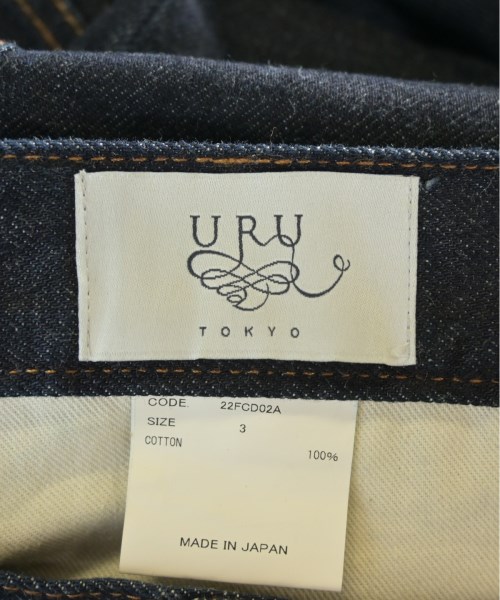 URU
TOKYO
CODE 22FCD02A
SIZE 3
COTTON 100%
MADE IN JAPAN